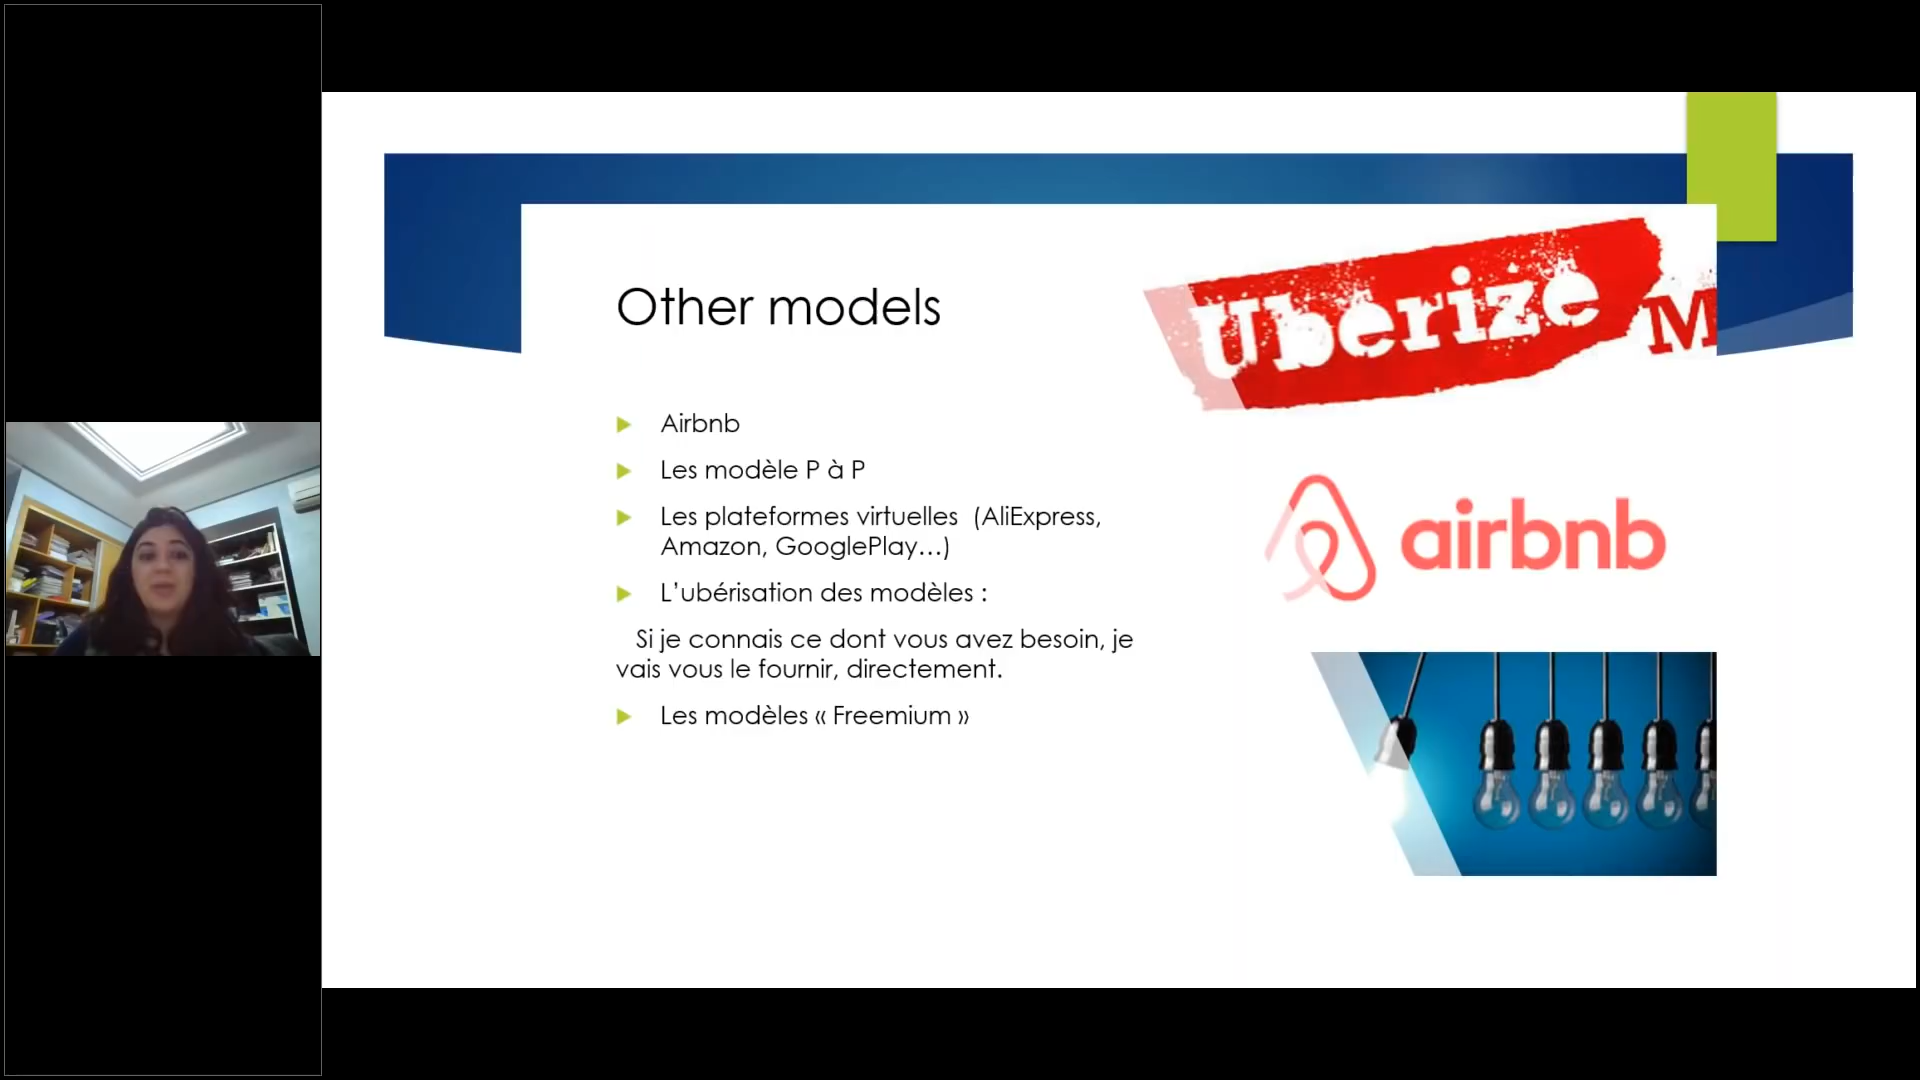 Other models
Uberize
M
Airbnb
Les modèle P à P
Les plateformes virtuelles (AliExpress,
Amazon, GooglePlay...)
L’ubérisation des modèles :
Si je connais ce dont vous avez besoin, je
vais vous le fournir, directement.
Les modèles « Freemium »
airbnb